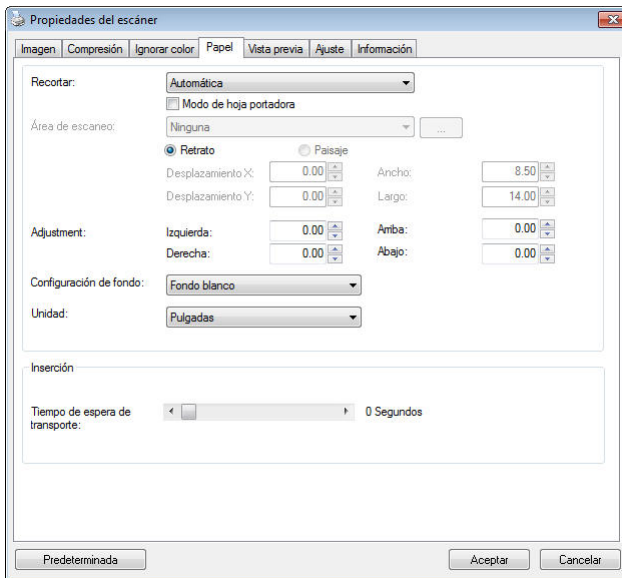 Propiedades del escáner
Imagen Compresión Ignorar color Papel Vista previa Ajuste Información
Recortar: Automática
Modo de hoja portadora
Área de escaneo: Ninguna ...
Retrato Paisaje
Desplazamiento X: 0.00 Ancho: 8.50
Desplazamiento Y: 0.00 Largo: 14.00
Adjustment: Izquierda: 0.00 Arriba: 0.00
Derecha: 0.00 Abajo: 0.00
Configuración de fondo: Fondo blanco
Unidad: Pulgadas
Inserción
Tiempo de espera de 0 Segundos
transporte:
Predeterminada Aceptar Cancelar